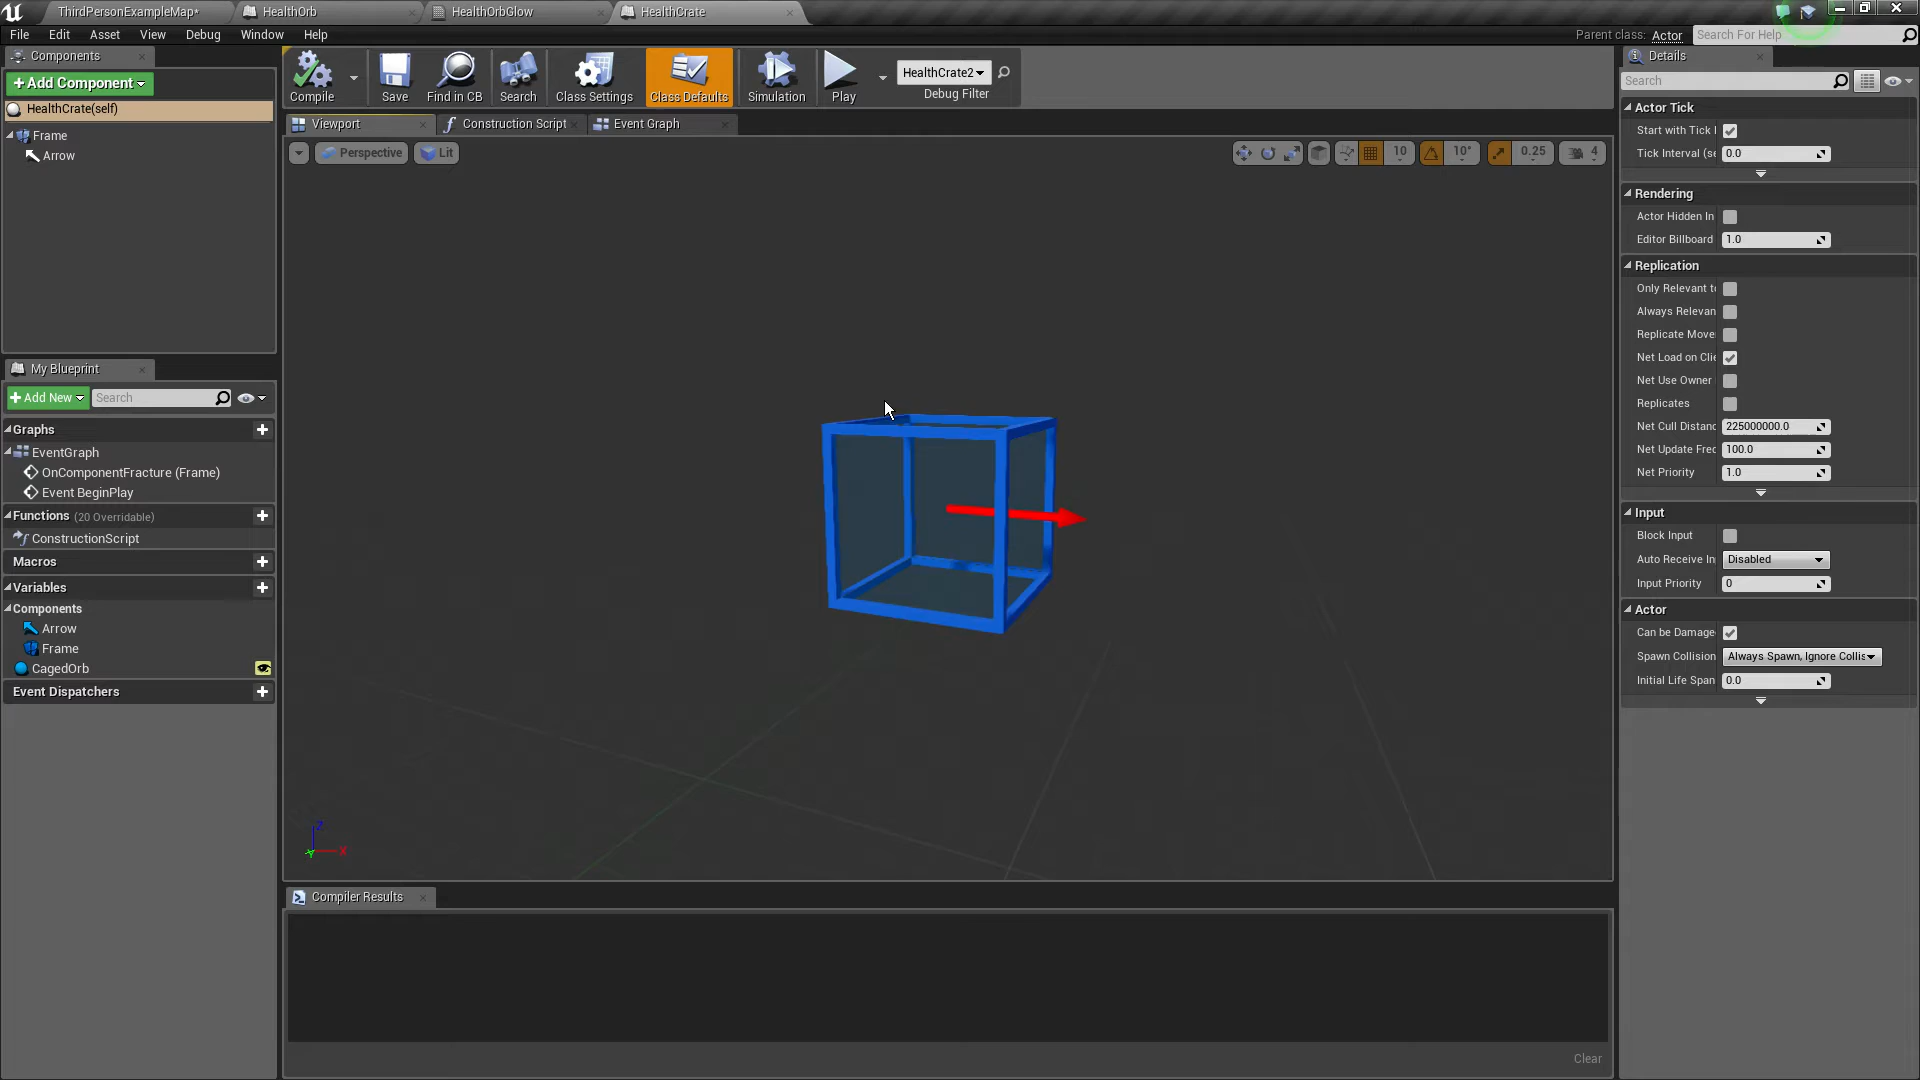 ThirdPersonExampleMap*
HealthOrb
HealthOrbGlow
HealthCrate
File Edit Asset View Debug Window Help
Parent class: Actor
Search For Help
Components
+Add Component
HealthCrate(self)
Frame
Arrow
Compile
Save
Find in CB
Search
Class Settings
Class Defaults
Simulation
Play
HealthCrate2
Debug Filter
Viewport
Construction Script
Event Graph
Perspective
Lit
10
10°
0.25
4
My Blueprint
+Add New
Search
Graphs
EventGraph
OnComponentFracture (Frame)
Event BeginPlay
Functions (20 Overridable)
ConstructionScript
Macros
Variables
Components
Arrow
Frame
CagedOrb
Event Dispatchers
Z
Y
X
Compiler Results
Clear
Details
Search
Actor Tick
Start with Tick
Tick Interval (se
0.0
Rendering
Actor Hidden In
Editor Billboard
1.0
Replication
Only Relevant to
Always Relevan
Replicate Move
Net Load on Clie
Net Use Owner
Replicates
Net Cull Distanc
225000000.0
Net Update Fred
100.0
Net Priority
1.0
Input
Block Input
Auto Receive In
Disabled
Input Priority
0
Actor
Can be Damage
Spawn Collision
Always Spawn, Ignore Collis
Initial Life Span
0.0